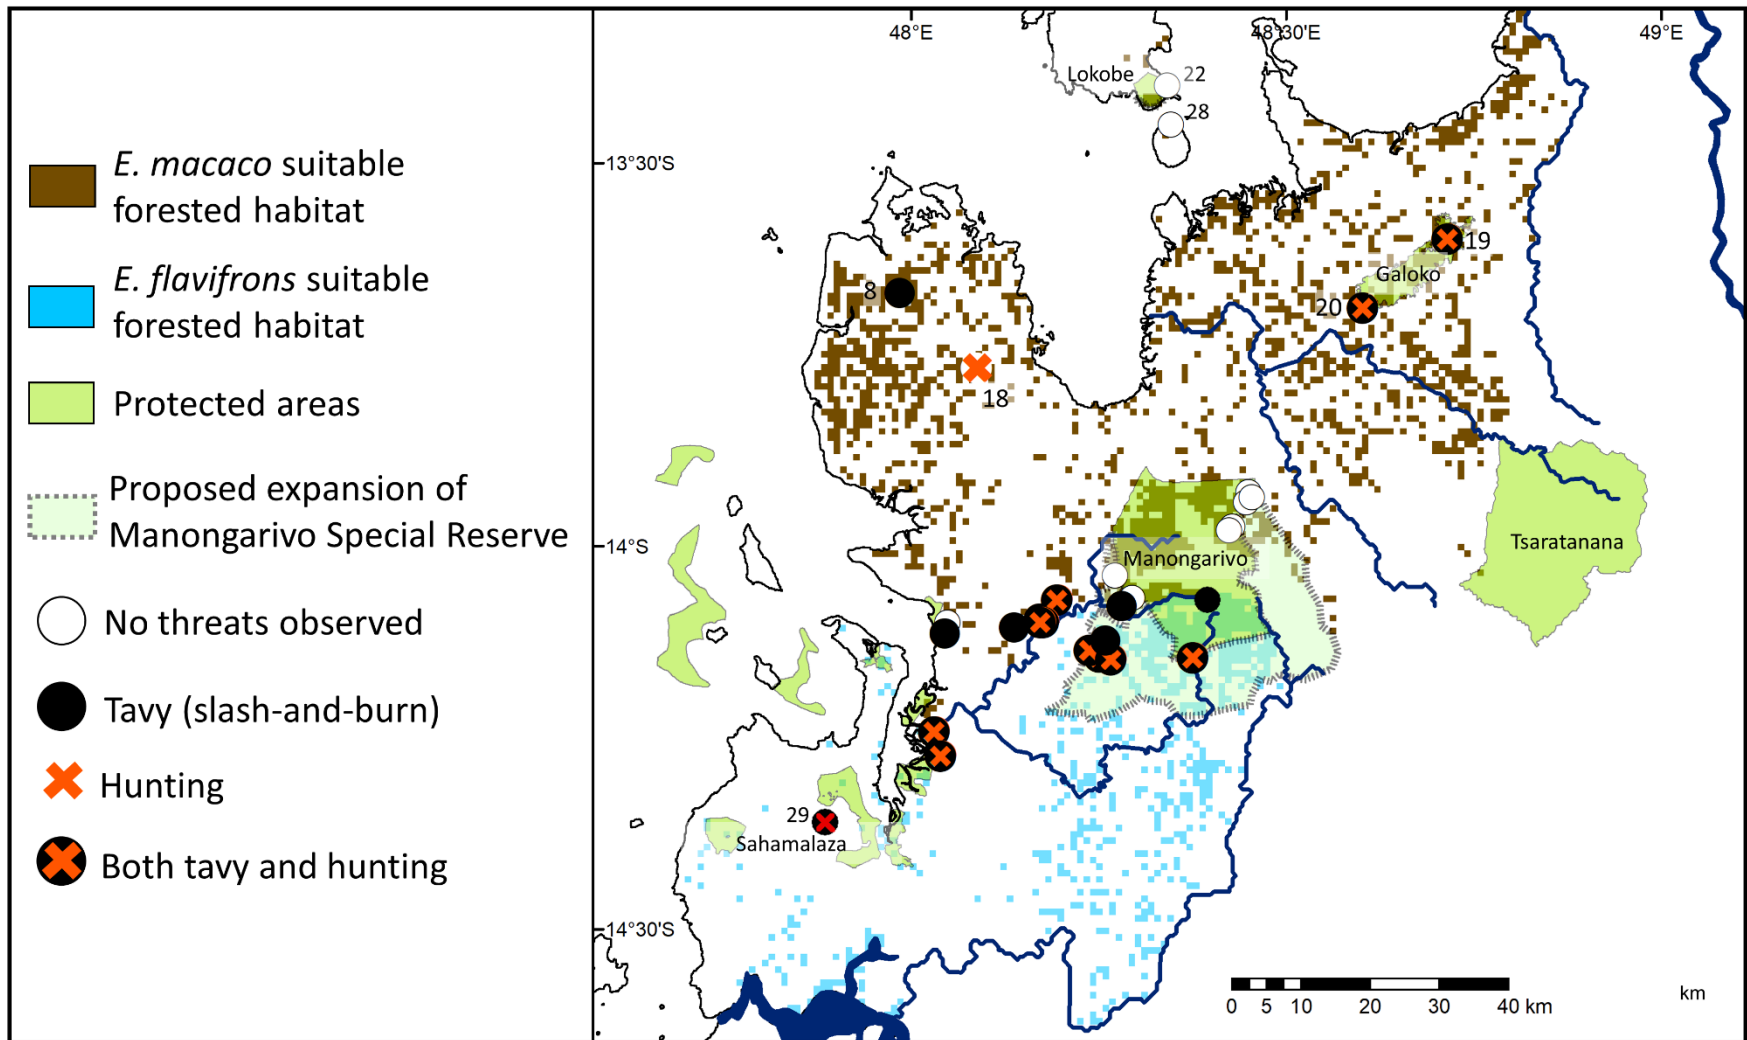 E. macaco suitable
forested habitat
E. flavifrons suitable
forested habitat
Protected areas
Proposed expansion of
Manongarivo Special Reserve
No threats observed
Tavy (slash-and-burn)
Hunting
Both tavy and hunting
48°E
48°30'E
49°E
13°30'S
14°S
14°30'S
Lokobe
22
28
19
Galoko
20
8
18
Manongarivo
Tsaratanana
29
Sahamalaza
0 5 10 20 30 40 km
km